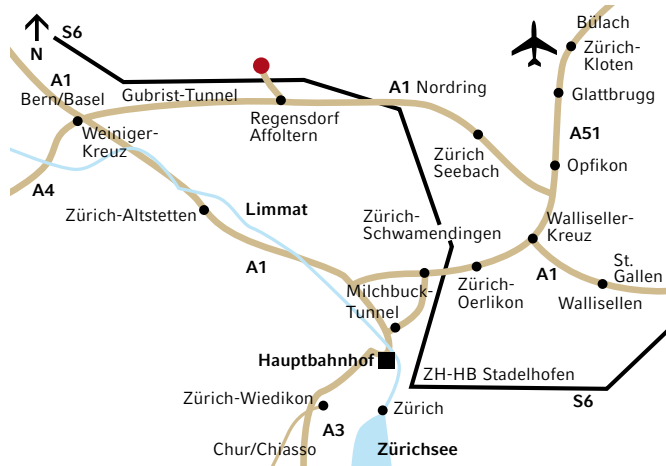 S6
N
Bülach
Zürich-
Kloten
A1
Bern/Basel
Gubrist-Tunnel
A1 Nordring
Glattbrugg
Regensdorf
Affoltern
Weiniger-
Kreuz
A51
Zürich
Seebach
Opfikon
A4
Zürich-Altstetten
Limmat
Zürich-
Schwamendingen
Walliseller-
Kreuz
A1
St.
Gallen
Milchbuck-
Tunnel
Zürich-
Oerlikon
A1
Wallisellen
Hauptbahnhof
ZH-HB Stadelhofen
Zürich-Wiedikon
Zürich
S6
A3
Chur/Chiasso
Zürichsee